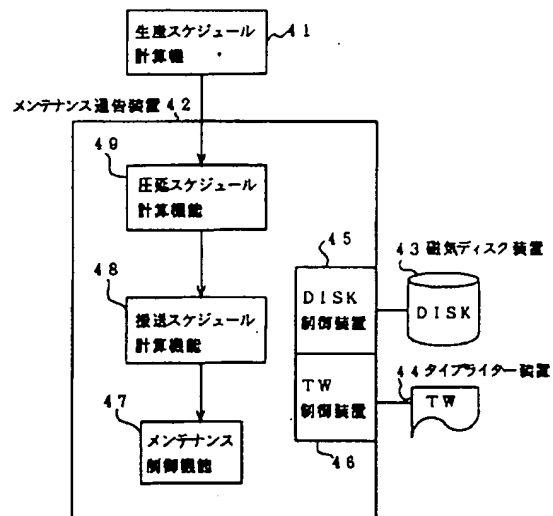 生産スケジュール
計算機
41
メンテナンス通告装置 42
49
圧延スケジュール
計算機能
48
搬送スケジュール
計算機能
47
メンテナンス
制御機能
45
DISK
制御装置
43 磁気ディスク装置
DISK
TW
制御装置
46
44 タイプライター装置
TW